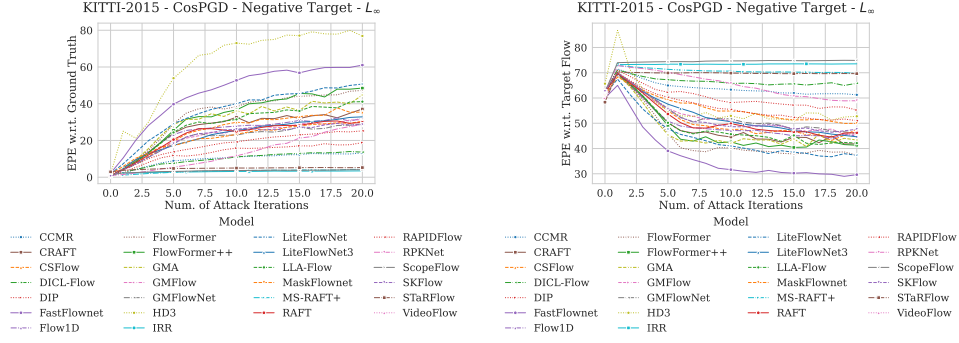 KITTI-2015 - CosPGD - Negative Target - L∞
EPE w.r.t. Ground Truth
80
60
40
20
0
0.0 2.5 5.0 7.5 10.0 12.5 15.0 17.5 20.0
Num. of Attack Iterations
Model
CCMR FlowFormer LiteFlowNet RAPIDFlow
CRAFT FlowFormer++ LiteFlowNet3 RPKNet
CSFlow GMA LLA-Flow ScopeFlow
DICL-Flow GMFlow MaskFlownet SKFlow
DIP GMFlowNet MS-RAFT+ STaRFlow
FastFlownet HD3 RAFT VideoFlow
Flow1D IRR
KITTI-2015 - CosPGD - Negative Target - L∞
EPE w.r.t. Target Flow
80
70
60
50
40
30
0.0 2.5 5.0 7.5 10.0 12.5 15.0 17.5 20.0
Num. of Attack Iterations
Model
CCMR FlowFormer LiteFlowNet RAPIDFlow
CRAFT FlowFormer++ LiteFlowNet3 RPKNet
CSFlow GMA LLA-Flow ScopeFlow
DICL-Flow GMFlow MaskFlownet SKFlow
DIP GMFlowNet MS-RAFT+ STaRFlow
FastFlownet HD3 RAFT VideoFlow
Flow1D IRR